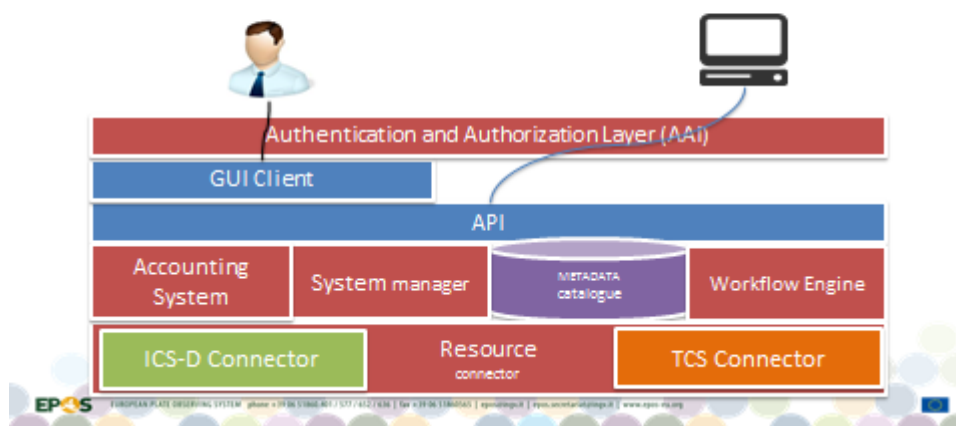 Authentication and Authorization Layer (AAI)
GUI Client
API
Accounting
System
System manager
METADATA
catalogue
Workflow Engine
ICS-D Connector
Resource
connector
TCS Connector
EPOS
EUROPEAN PLATE OBSERVING SYSTEM